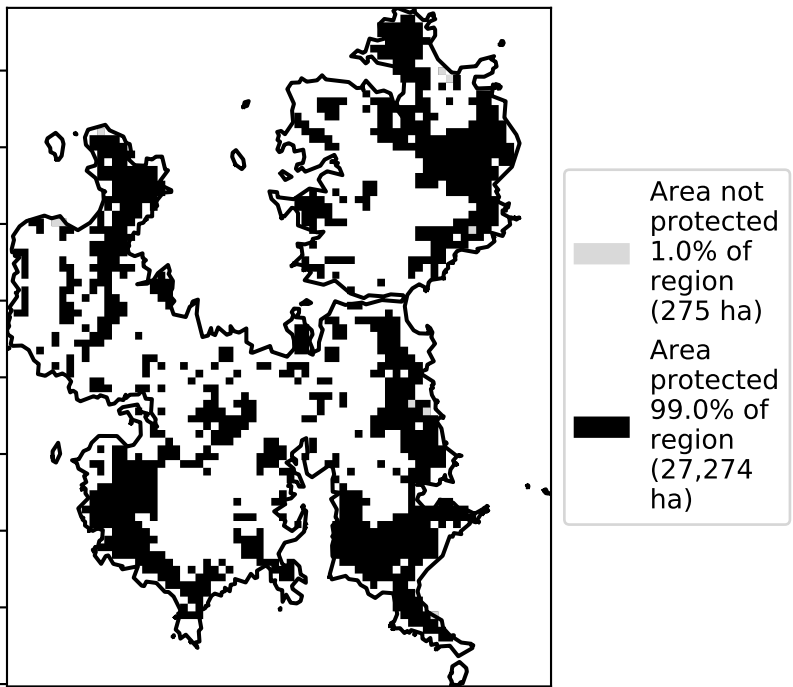 Area not
protected
1.0% of
region
(275 ha)
Area
protected
99.0% of
region
(27,274
ha)